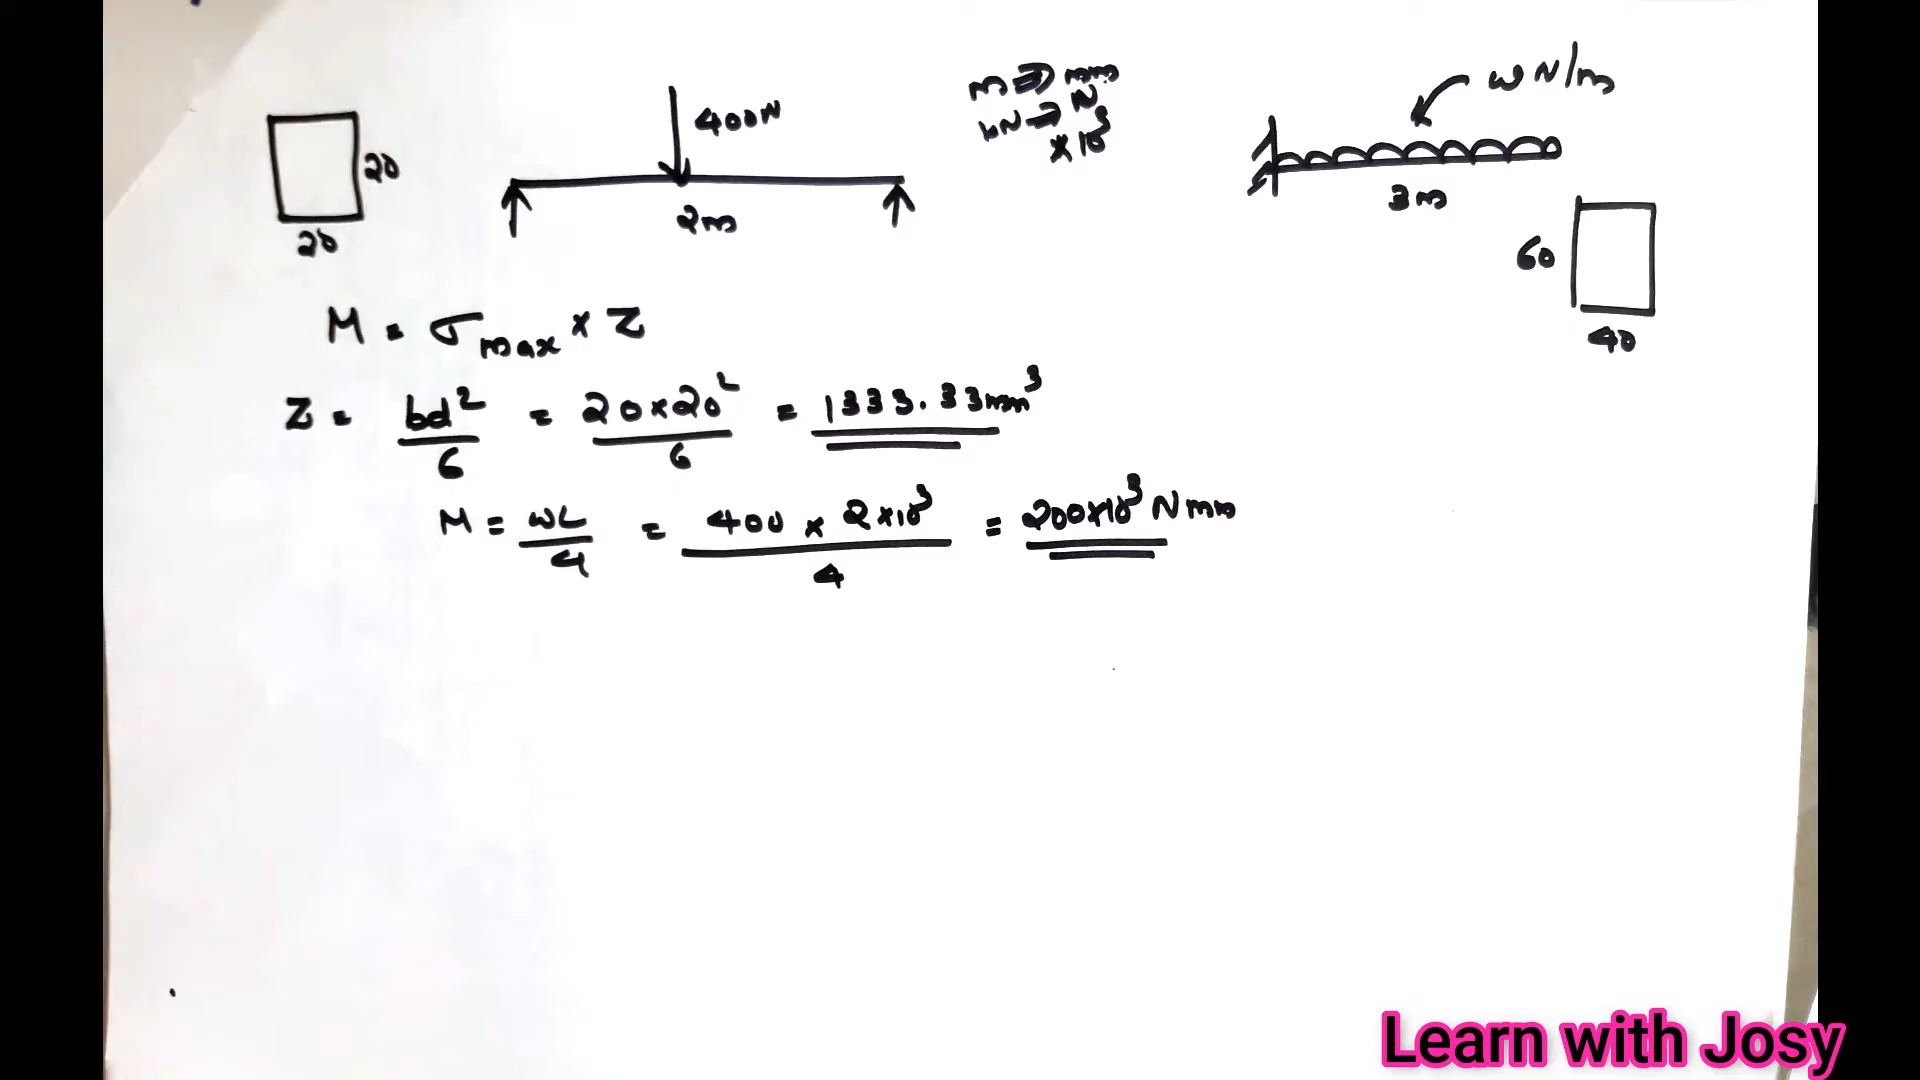 20
20
400N
2m
m ⇒ mm
kN → N
×10³
w N/m
3m
60
40
M = σmax × Z
Z = bd²/6 = 20×20²/6 = 1333.33mm³
M = WL/4 = 400 × 2×10³/4 = 200×10³ Nmm
Learn with Josy